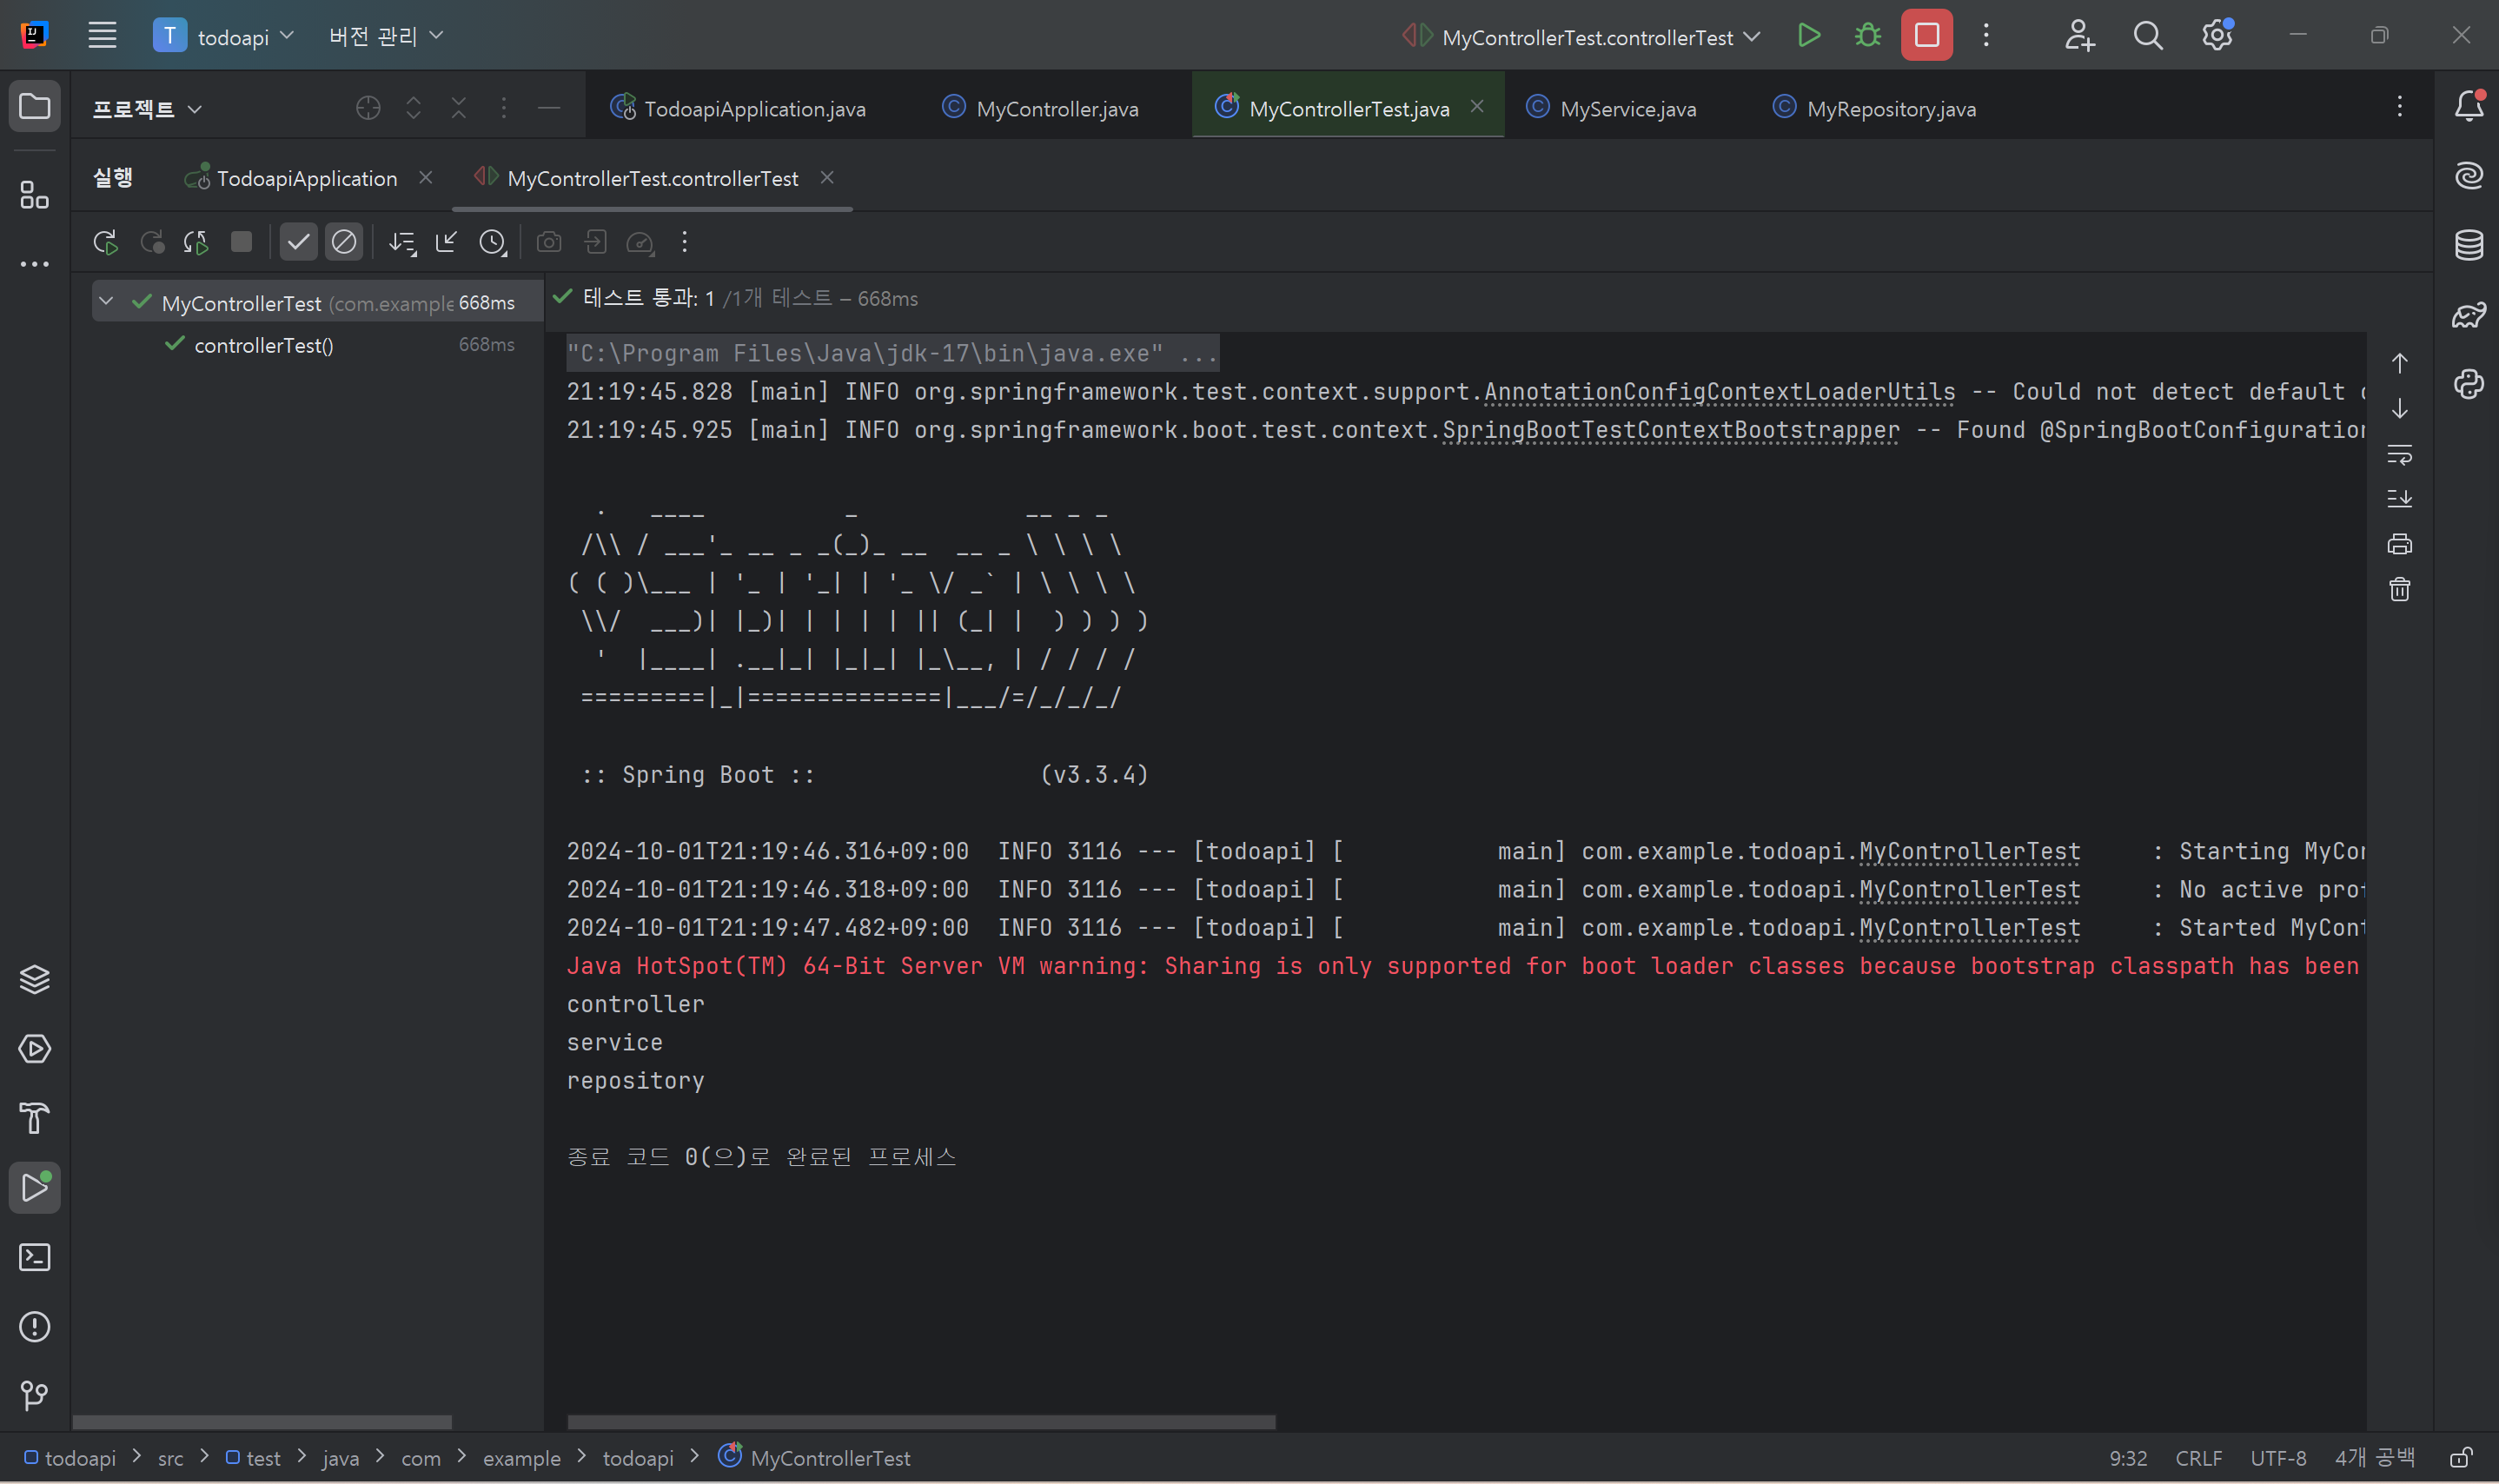 T todoapi 버전 관리 MyControllerTest.controllerTest
프로젝트 TodoapiApplication.java MyController.java MyControllerTest.java MyService.java MyRepository.java
실행 TodoapiApplication MyControllerTest.controllerTest
MyControllerTest (com.example 668ms
controllerTest() 668ms
테스트 통과: 1 /1개 테스트 – 668ms
"C:\Program Files\Java\jdk-17\bin\java.exe" ...
21:19:45.828 [main] INFO org.springframework.test.context.support.AnnotationConfigContextLoaderUtils -- Could not detect default
21:19:45.925 [main] INFO org.springframework.boot.test.context.SpringBootTestContextBootstrapper -- Found @SpringBootConfiguration
  .   ____          _            __ _ _
 /\\ / ___'_ __ _ _(_)_ __  __ _ \ \ \ \
( ( )\___ | '_ | '_| | '_ \/ _` | \ \ \ \
 \\/  ___)| |_)| | | | | || (_| |  ) ) ) )
  '  |____| .__|_| |_|_| |_\__, | / / / /
 =========|_|==============|___/=/_/_/_/
 :: Spring Boot ::                (v3.3.4)
2024-10-01T21:19:46.316+09:00  INFO 3116 --- [todoapi] [           main] com.example.todoapi.MyControllerTest     : Starting MyCon
2024-10-01T21:19:46.318+09:00  INFO 3116 --- [todoapi] [           main] com.example.todoapi.MyControllerTest     : No active prof
2024-10-01T21:19:47.482+09:00  INFO 3116 --- [todoapi] [           main] com.example.todoapi.MyControllerTest     : Started MyCont
Java HotSpot(TM) 64-Bit Server VM warning: Sharing is only supported for boot loader classes because bootstrap classpath has been
controller
service
repository
종료 코드 0(으)로 완료된 프로세스
todoapi > src > test > java > com > example > todoapi > MyControllerTest 9:32 CRLF UTF-8 4개 공백